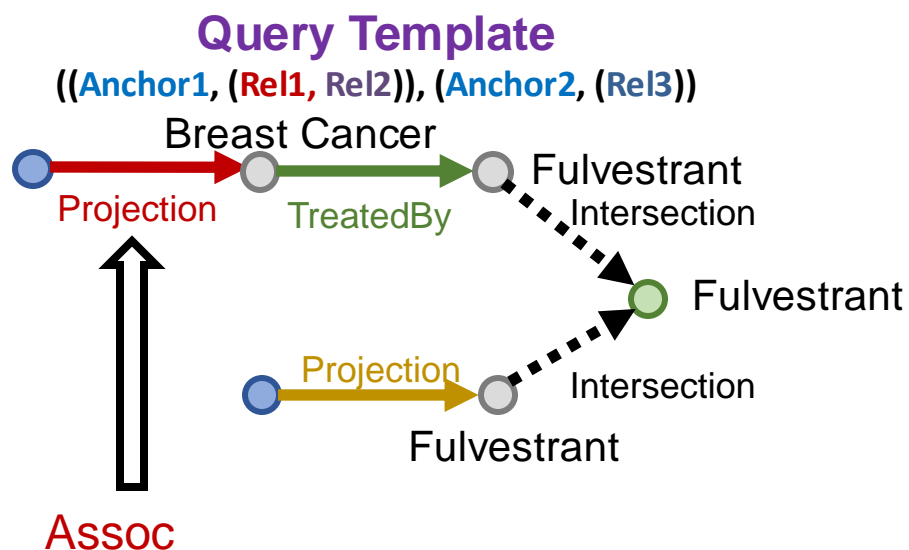 Query Template
((Anchor1, (Rel1, Rel2)), (Anchor2, (Rel3))
Breast Cancer
Fulvestrant
Projection
TreatedBy
Intersection
Fulvestrant
Projection
Intersection
Fulvestrant
Assoc